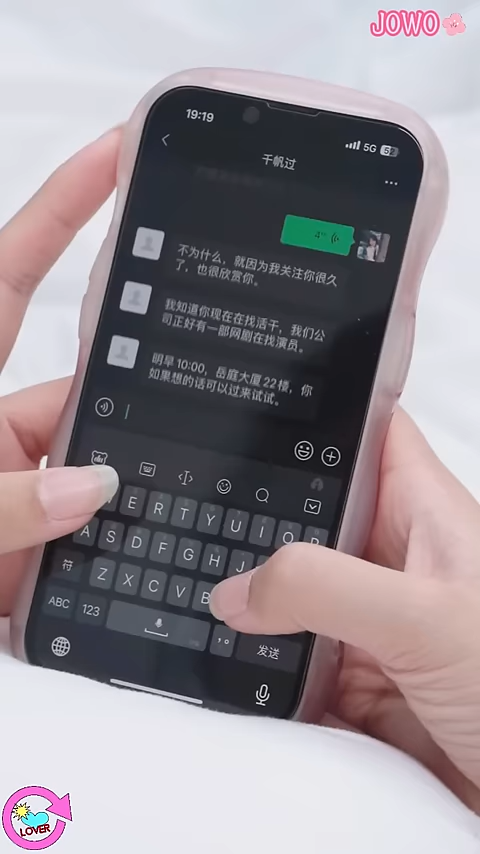 JOWO
19:19
5G 52
千帆过
4"
不为什么，就因为我关注你很久
了，也很欣赏你。
我知道你现在在找活干，我们公
司正好有一部网剧在找演员。
明早10:00，岳庭大厦22楼，你
如果想的话可以过来试试。
E R T Y U I O P
A S D F G H J
符 Z X C V B
ABC 123 ，。 发送
LOVER